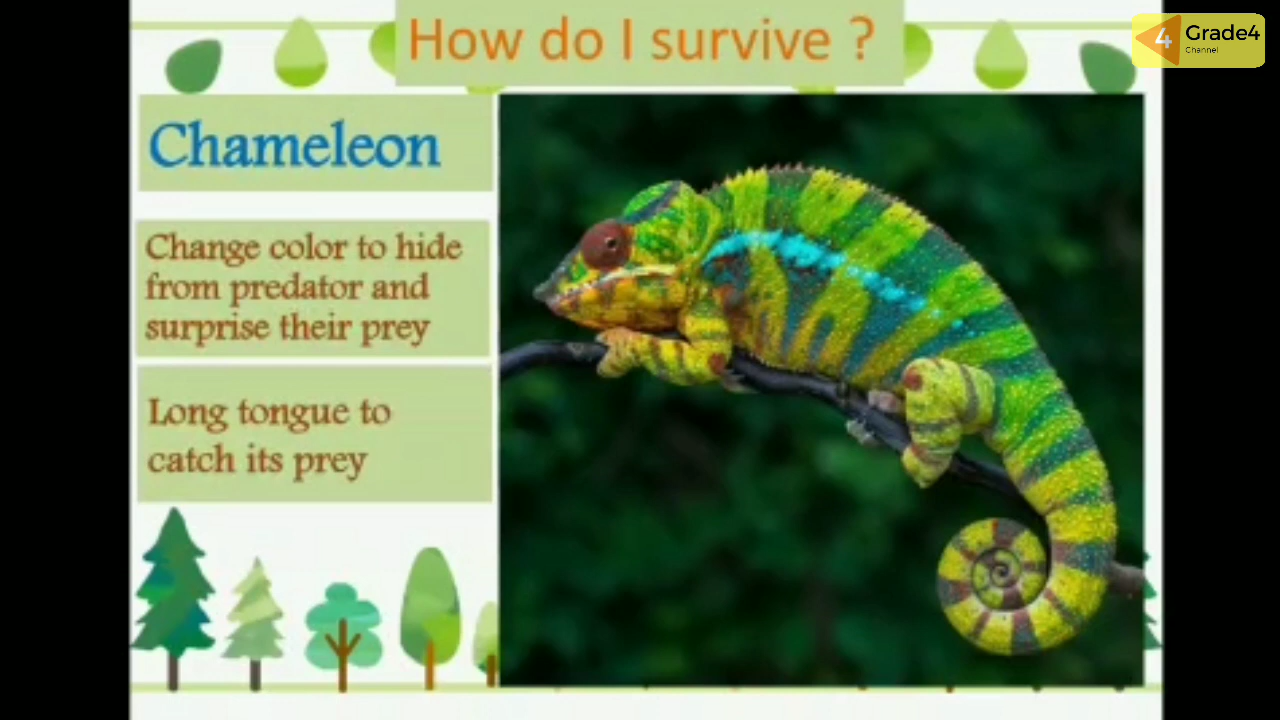 How do I survive ?
4 Grade4
Channel
Chameleon
Change color to hide
from predator and
surprise their prey
Long tongue to
catch its prey